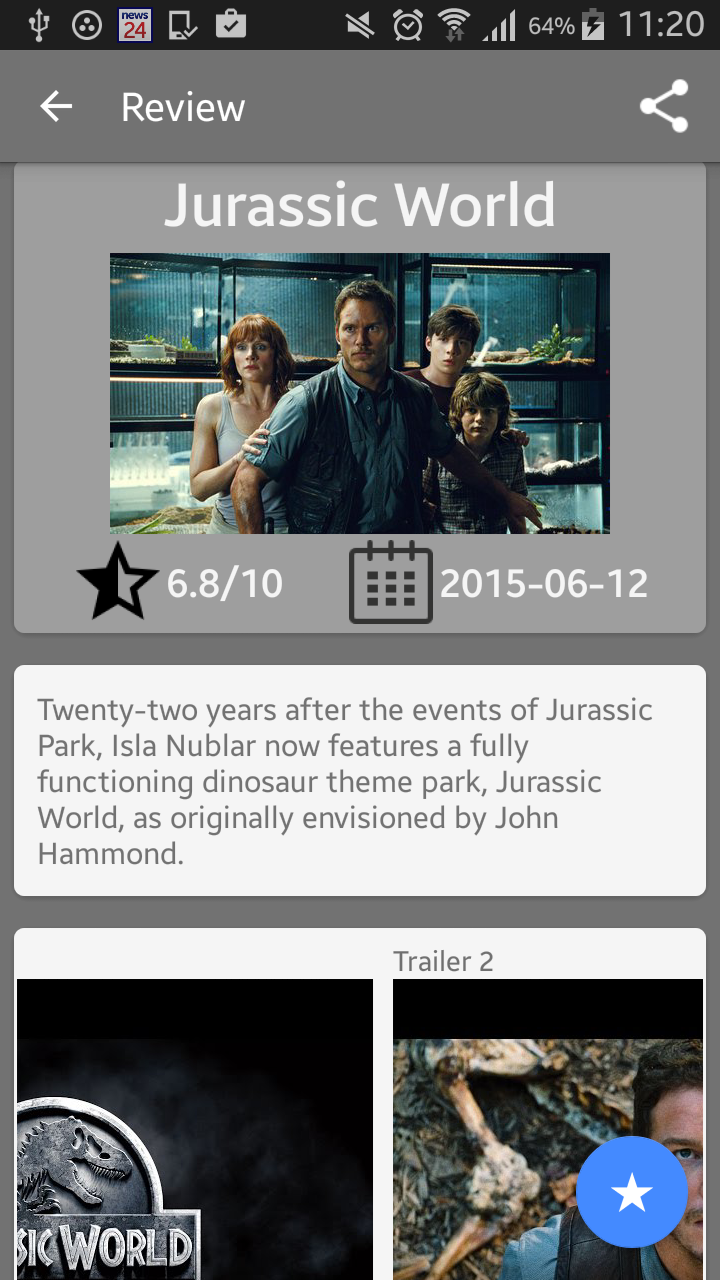 news
24
64%
11:20
Review
Jurassic World
6.8/10
2015-06-12
Twenty-two years after the events of Jurassic
Park, Isla Nublar now features a fully
functioning dinosaur theme park, Jurassic
World, as originally envisioned by John
Hammond.
Trailer 2
SIC WORLD